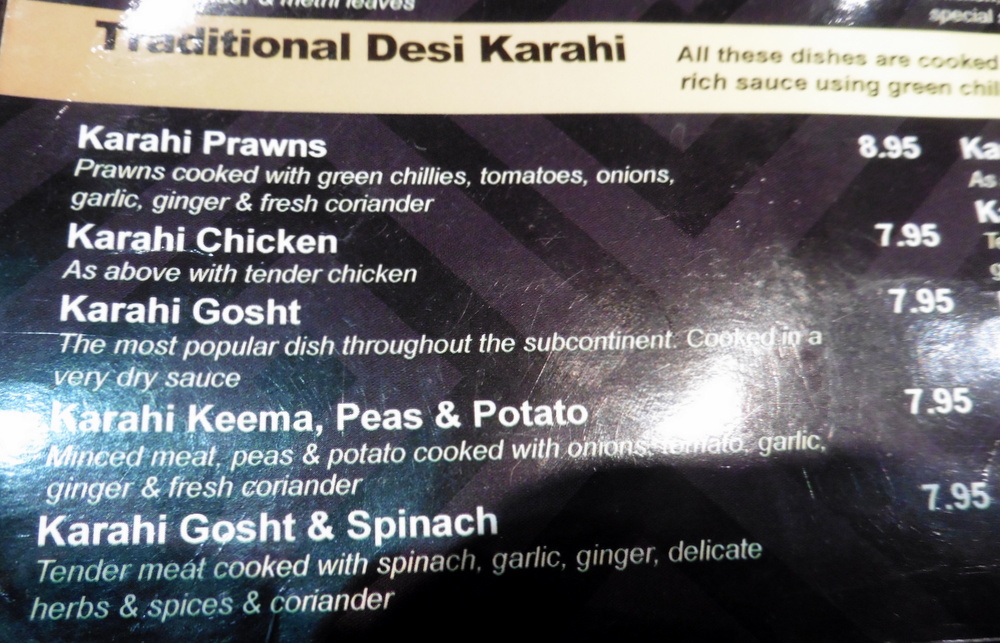 & methi leaves
special
Traditional Desi Karahi
All these dishes are cooked
rich sauce using green
Karahi Prawns 8.95
Prawns cooked with green chillies, tomatoes, onions,
garlic, ginger & fresh coriander
Karahi Chicken 7.95
As above with tender chicken
Karahi Gosht 7.95
The most popular dish throughout the subcontinent. Cooked in a
very dry sauce
Karahi Keema, Peas & Potato 7.95
Minced meat, peas & potato cooked with onions, tomato, garlic,
ginger & fresh coriander
Karahi Gosht & Spinach 7.95
Tender meat cooked with spinach, garlic, ginger, delicate
herbs & spices & coriander
As